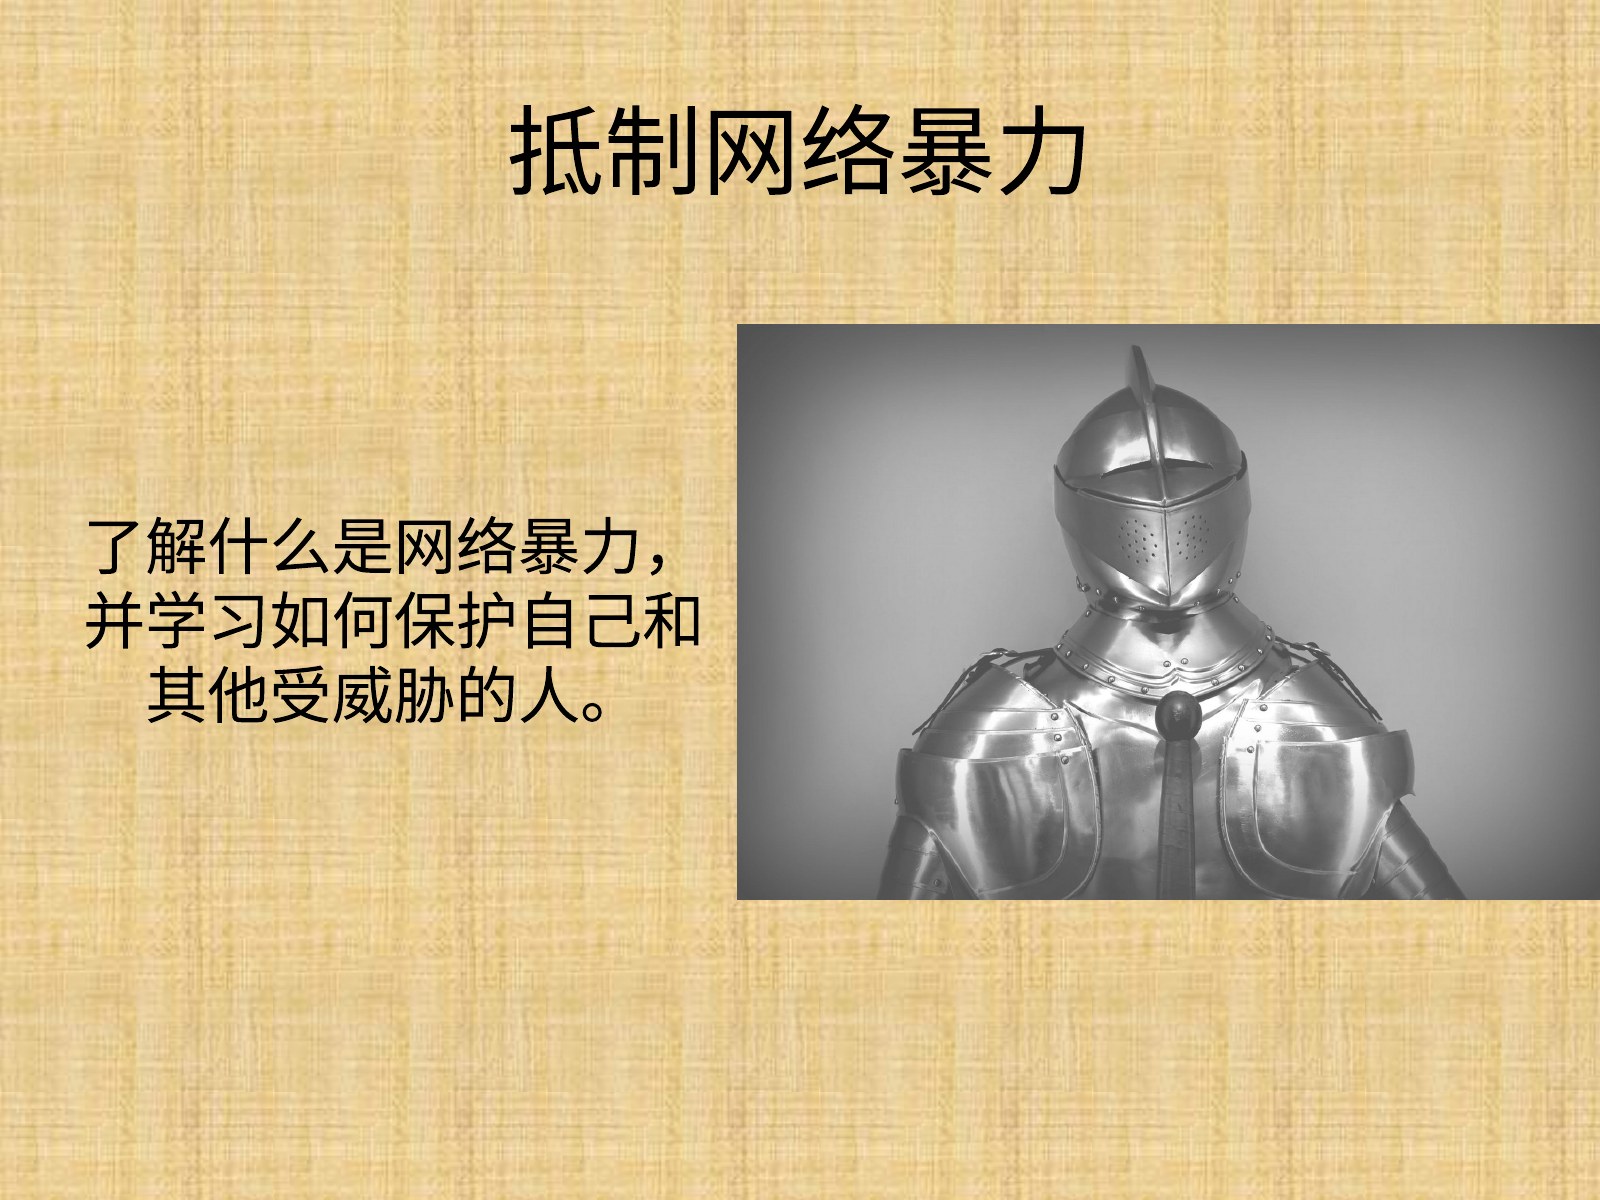 抵制网络暴力
了解什么是网络暴力，
并学习如何保护自己和
其他受威胁的人。